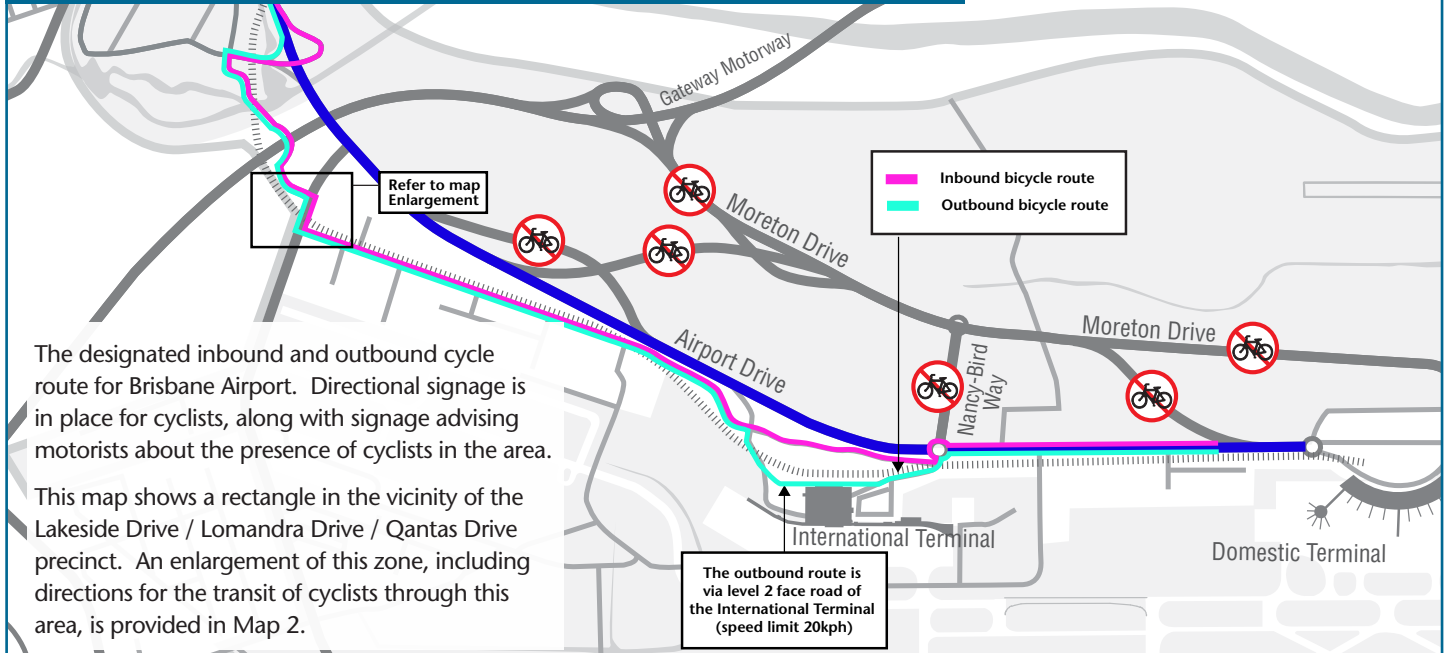 Gateway Motorway
Refer to map
Enlargement
Inbound bicycle route
Outbound bicycle route
Moreton Drive
Moreton Drive
Airport Drive
Nancy-Bird
Way
The designated inbound and outbound cycle
route for Brisbane Airport.  Directional signage is
in place for cyclists, along with signage advising
motorists about the presence of cyclists in the area.
This map shows a rectangle in the vicinity of the
Lakeside Drive / Lomandra Drive / Qantas Drive
precinct.  An enlargement of this zone, including
directions for the transit of cyclists through this
area, is provided in Map 2.
International Terminal
Domestic Terminal
The outbound route is
via level 2 face road of
the International Terminal
(speed limit 20kph)